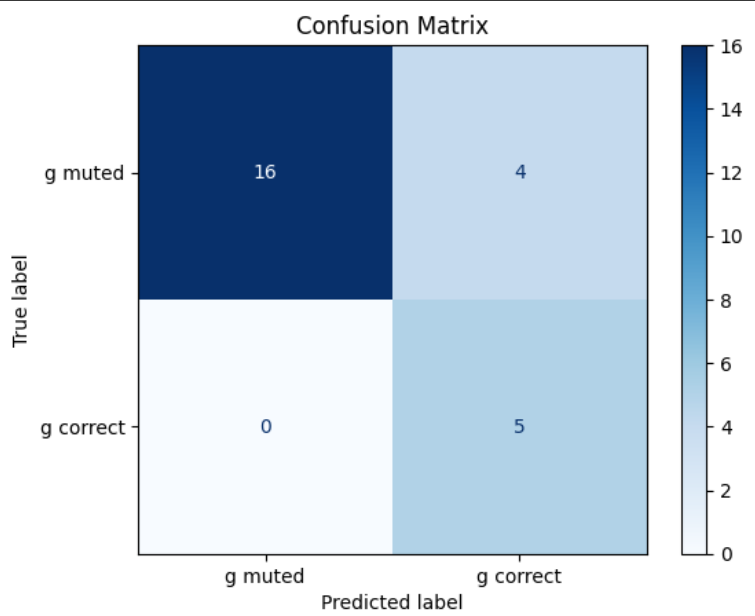 Confusion Matrix
g muted
16
4
g correct
0
5
g muted
g correct
Predicted label
True label
16
14
12
10
8
6
4
2
0